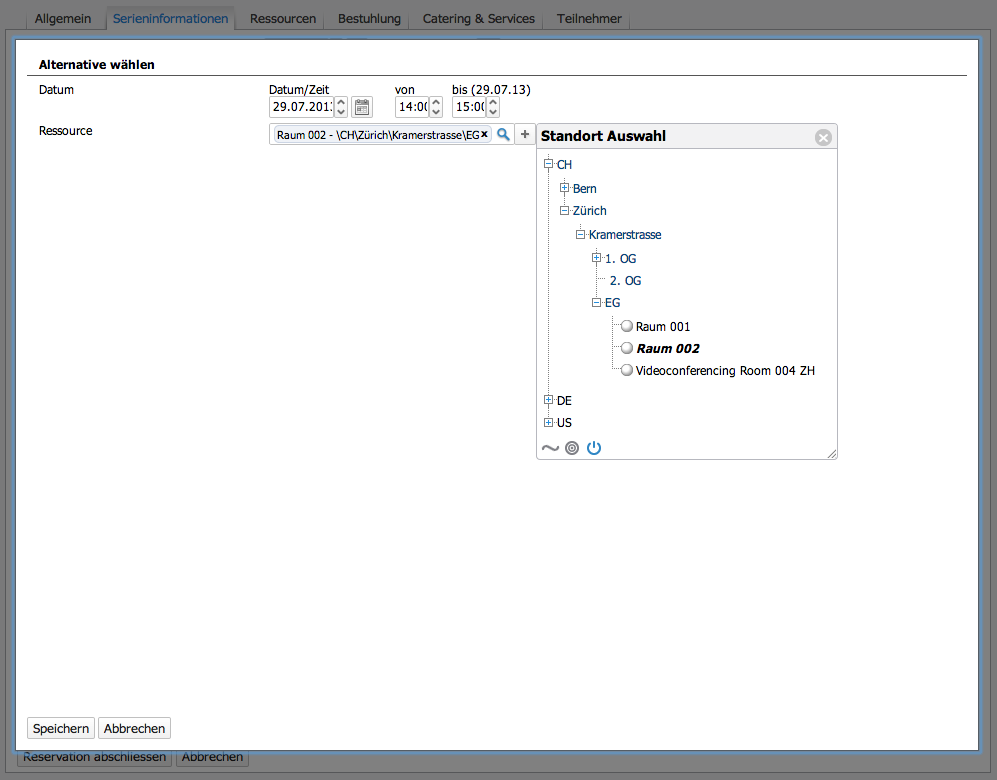 Allgemein Serieninformationen Ressourcen Bestuhlung Catering & Services Teilnehmer
Alternative wählen
Datum Datum/Zeit von bis (29.07.13)
29.07.201 14:00 15:00
Ressource Raum 002 - \CH\Zürich\Kramerstrasse\EG
Standort Auswahl
CH
Bern
Zürich
Kramerstrasse
1. OG
2. OG
EG
Raum 001
Raum 002
Videoconferencing Room 004 ZH
DE
US
Speichern Abbrechen
Reservation abschliessen Abbrechen